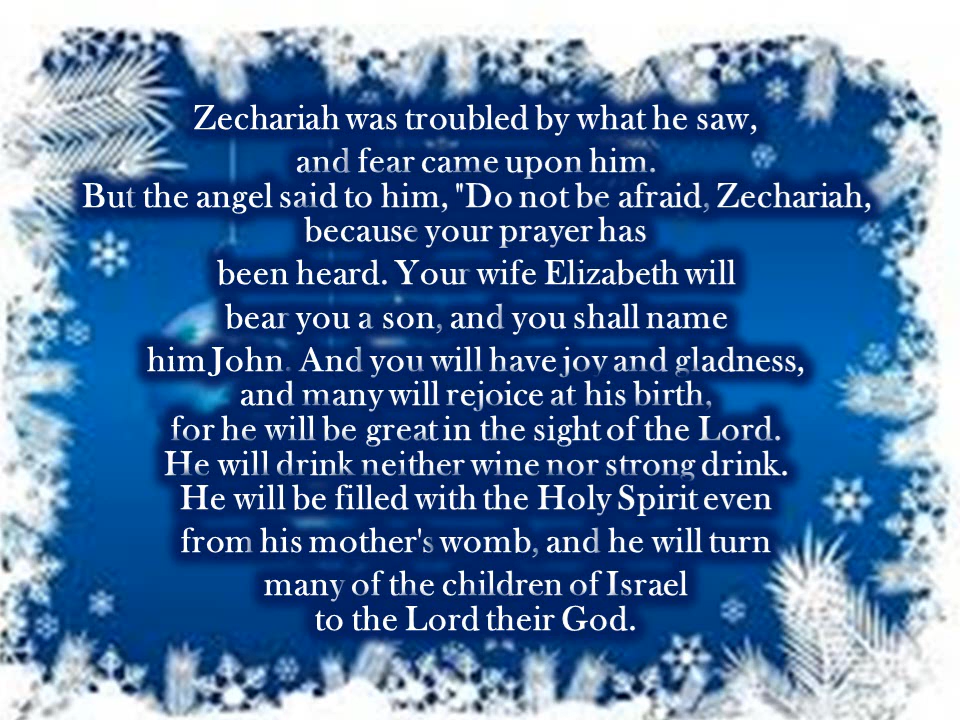 Zechariah was troubled by what he saw,
and fear came upon him.
But the angel said to him, "Do not be afraid, Zechariah,
because your prayer has
been heard. Your wife Elizabeth will
bear you a son, and you shall name
him John. And you will have joy and gladness,
and many will rejoice at his birth,
for he will be great in the sight of the Lord.
He will drink neither wine nor strong drink.
He will be filled with the Holy Spirit even
from his mother's womb, and he will turn
many of the children of Israel
to the Lord their God.